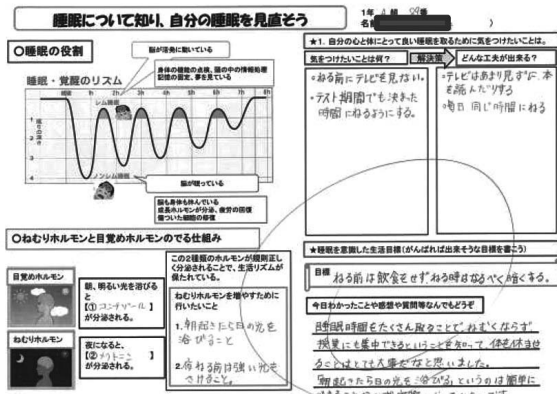 睡眠について知り、自分の睡眠を見直そう
1年 組 番
名前
〇睡眠の役割
脳が活発に動いている
身体の機能の点検、頭の中の情報処理
記憶の固定、夢を見ている
睡眠・覚醒のリズム
1h 2h 3h 4h 5h 6h 7h 8h
レム睡眠
眠りの深さ
1
2
3
4
ノンレム睡眠
脳が眠っている
脳も身体も休んでいる
成長ホルモンが分泌、疲労の回復
傷ついた細胞の修復
〇ねむりホルモンと目覚めホルモンのでる仕組み
目覚めホルモン
朝、明るい光を浴びる
と
【① コルチゾール】
が分泌される。
ねむりホルモン
夜になると、
【② メラトニン】
が分泌される。
この2種類のホルモンが規則正し
く分泌されることで、生活リズムが
保たれている。
ねむりホルモンを増やすために
行いたいこと
1.朝起きたら日の光を
浴びること
2.夜ねる前は強い光を
さけること。
★1.自分の心と体にとって良い睡眠を取るために気をつけたいことは。
気をつけたいことは何?
解決策
どんな工夫が出来る?
・ねる前にテレビを見ない。
・テスト期間でも決まった
時間にねるようにする。
・テレビはあまり見ずに、本
を読んだりする
・毎日同じ時間にねる
★睡眠を意識した生活目標(がんばれば出来そうな目標を書こう)
目標
ねる前は飲食をせずねる時はなるべく暗くする。
今日わかったことや感想や質問等なんでもどうぞ
睡眠時間をたくさん取ることでねむくならず、
授業にも集中できるということを知って、体を休ませ
ることはとても大事だなと思いました。
「朝起きたら日の光を浴びる」というのは簡単に